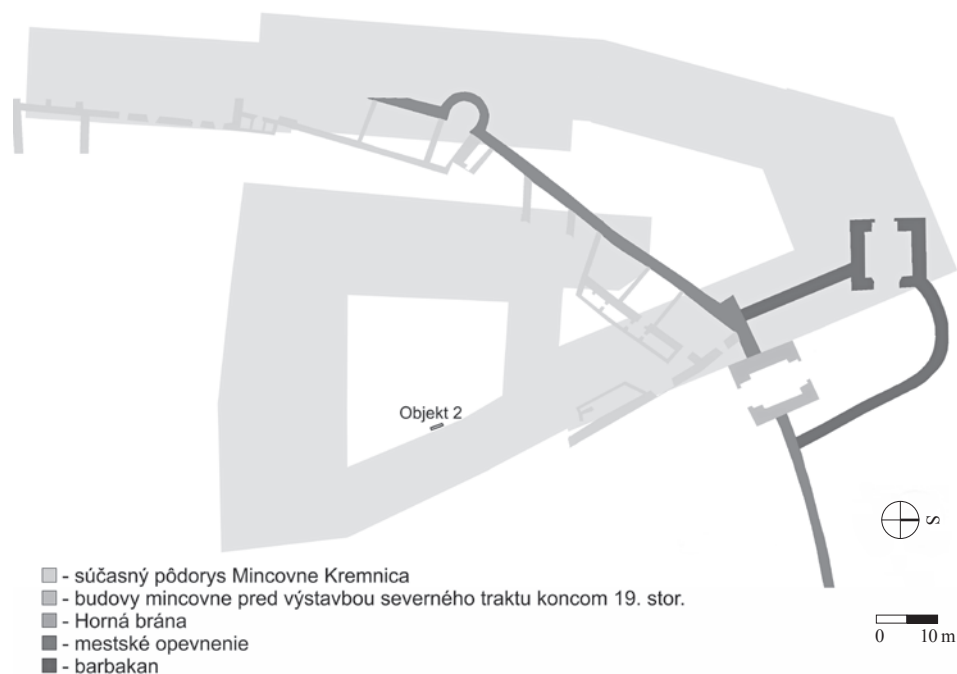 Objekt 2
S
- súčasný pôdorys Mincovne Kremnica
- budovy mincovne pred výstavbou severného traktu koncom 19. stor.
- Horná brána
- mestské opevnenie
- barbakan
0 10 m